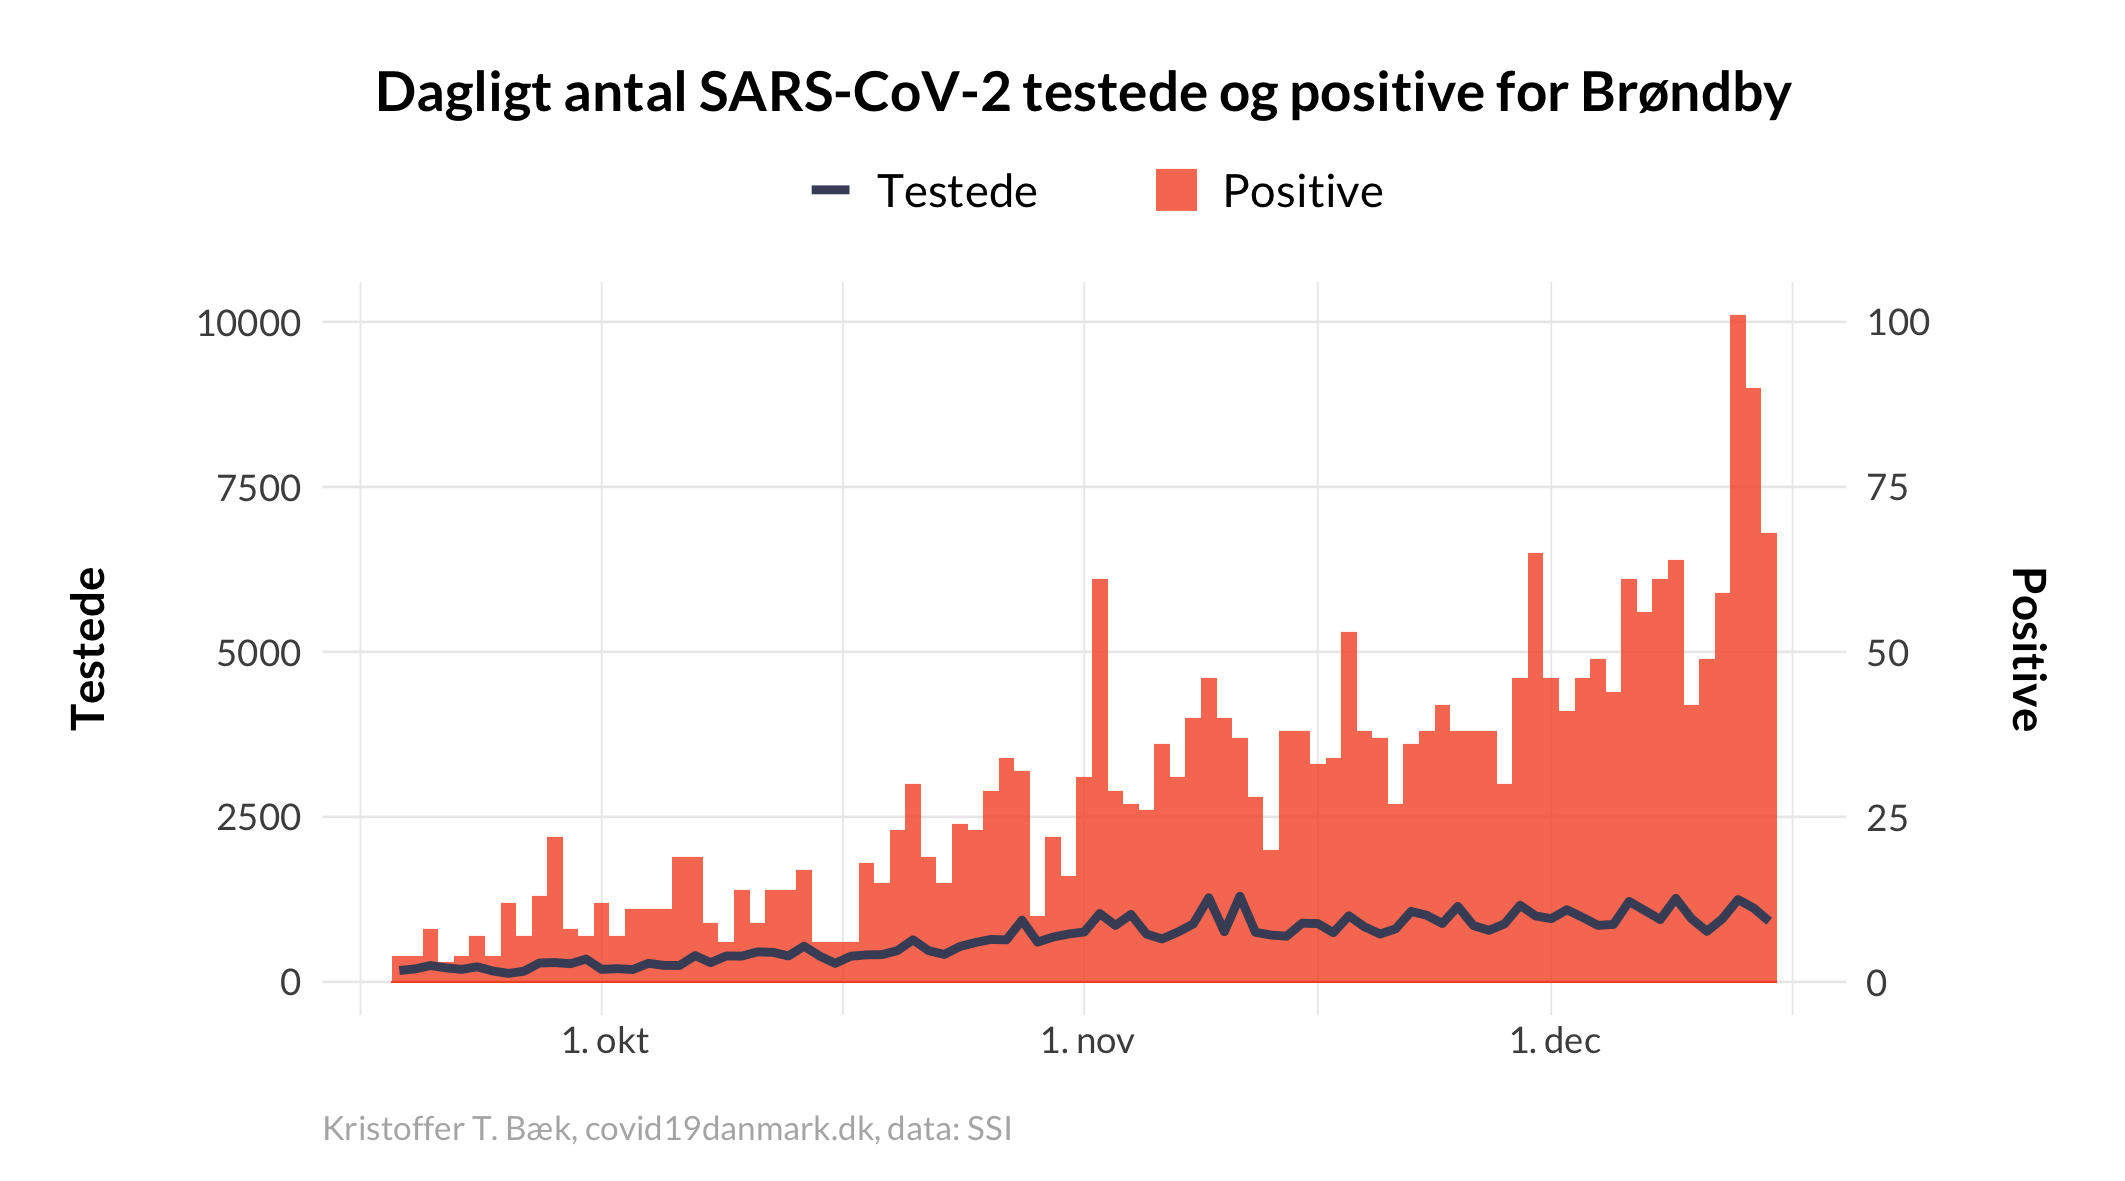 Dagligt antal SARS-CoV-2 testede og positive for Brøndby
Testede Positive
10000 100
7500 75
5000 50
2500 25
0 0
Testede
Positive
1. okt 1. nov 1. dec
Kristoffer T. Bæk, covid19danmark.dk, data: SSI